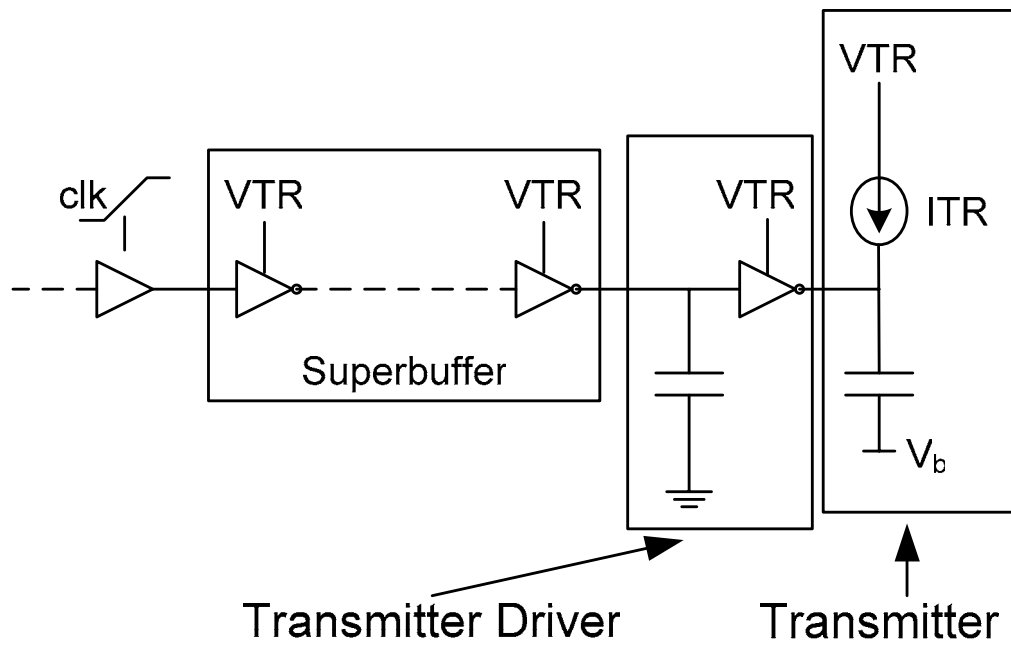 VTR
clk
VTR
VTR
VTR
ITR
Superbuffer
Vb
Transmitter Driver
Transmitter